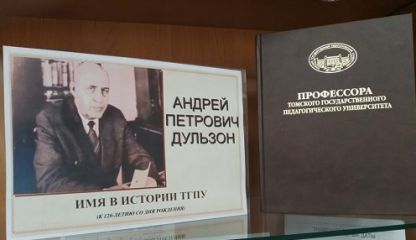 АНДРЕЙ
ПЕТРОВИЧ
ДУЛЬЗОН
ИМЯ В ИСТОРИИ ТГПУ
(К 120-ЛЕТИЮ СО ДНЯ РОЖДЕНИЯ)
ПРОФЕССОРА
ТОМСКОГО ГОСУДАРСТВЕННОГО
ПЕДАГОГИЧЕСКОГО УНИВЕРСИТЕТА